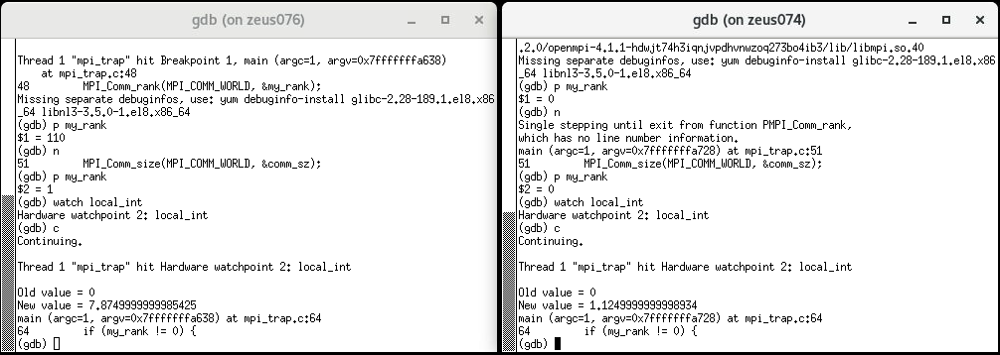 gdb (on zeus076)
Thread 1 "mpi_trap" hit Breakpoint 1, main (argc=1, argv=0x7fffffffa638)
    at mpi_trap.c:48
48        MPI_Comm_rank(MPI_COMM_WORLD, &my_rank);
Missing separate debuginfos, use: yum debuginfo-install glibc-2.28-189.1.el8.x86
_64 libnl3-3.5.0-1.el8.x86_64
(gdb) p my_rank
$1 = 110
(gdb) n
51        MPI_Comm_size(MPI_COMM_WORLD, &comm_sz);
(gdb) p my_rank
$2 = 1
(gdb) watch local_int
Hardware watchpoint 2: local_int
(gdb) c
Continuing.
Thread 1 "mpi_trap" hit Hardware watchpoint 2: local_int
Old value = 0
New value = 7.8749999999985425
main (argc=1, argv=0x7fffffffa638) at mpi_trap.c:64
64        if (my_rank != 0) {
(gdb)
gdb (on zeus074)
.2.0/openmpi-4.1.1-hdwjt74h3iqnjvpdhvnwzoq273bo4ib3/lib/libmpi.so.40
Missing separate debuginfos, use: yum debuginfo-install glibc-2.28-189.1.el8.x86
_64 libnl3-3.5.0-1.el8.x86_64
(gdb) p my_rank
$1 = 0
(gdb) n
Single stepping until exit from function PMPI_Comm_rank,
which has no line number information.
main (argc=1, argv=0x7fffffffa728) at mpi_trap.c:51
51        MPI_Comm_size(MPI_COMM_WORLD, &comm_sz);
(gdb) p my_rank
$2 = 0
(gdb) watch local_int
Hardware watchpoint 2: local_int
(gdb) c
Continuing.
Thread 1 "mpi_trap" hit Hardware watchpoint 2: local_int
Old value = 0
New value = 1.1249999999998934
main (argc=1, argv=0x7fffffffa728) at mpi_trap.c:64
64        if (my_rank != 0) {
(gdb)